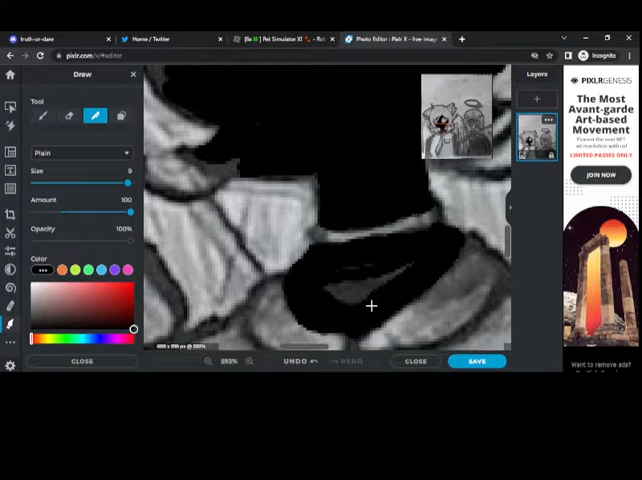 truth-or-dare
Home / Twitter
Pet Simulator X!
Photo Editor : Pixlr X - free imag
pixlr.com/x/#editor
Incognito
Draw
Tool
Plain
Size
9
Amount
100
Opacity
100%
CLOSE
UNDO
REDO
CLOSE
SAVE
Layers
PIXLRGENESIS
The Most
Avant-garde
Art-based
Movement
LIMITED PASSES ONLY
JOIN NOW
Want to remove ads?